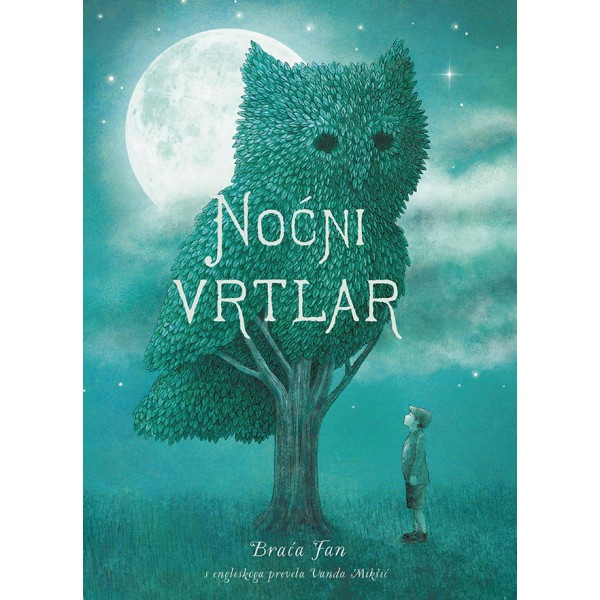 Noćni
vrtlar
Braća Fan
s engleskoga prevela Vanda Mikšić